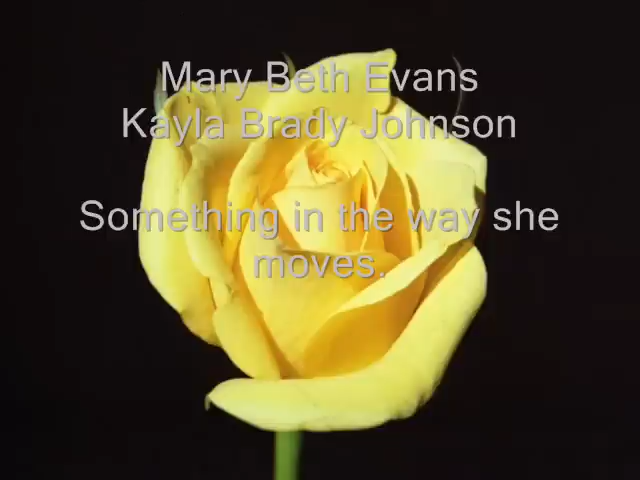 Mary Beth Evans
Kayla Brady Johnson
Something in the way she
moves.